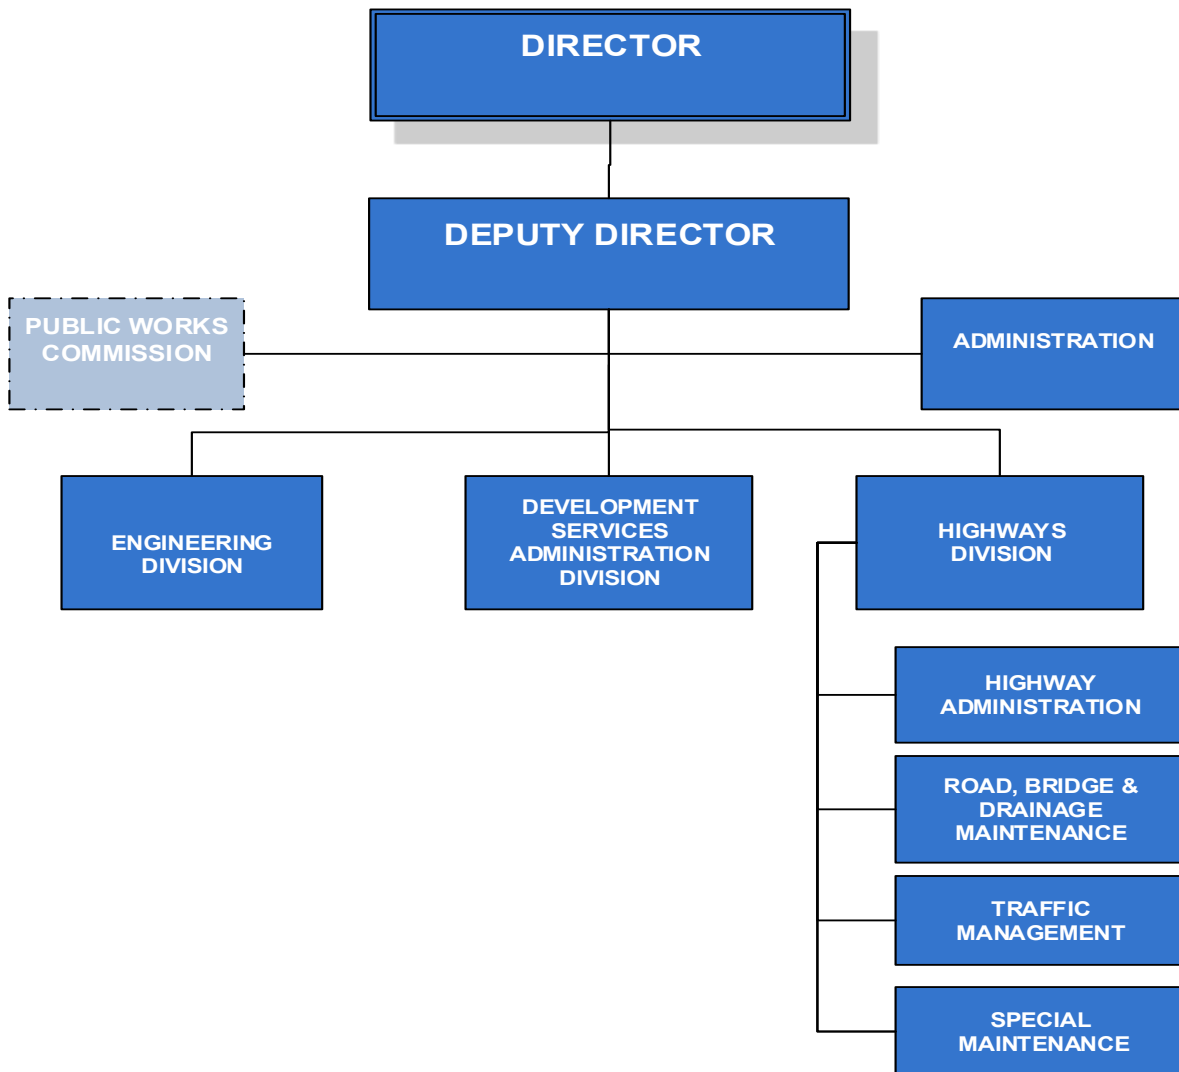 DIRECTOR
DEPUTY DIRECTOR
PUBLIC WORKS
COMMISSION
ADMINISTRATION
ENGINEERING
DIVISION
DEVELOPMENT
SERVICES
ADMINISTRATION
DIVISION
HIGHWAYS
DIVISION
HIGHWAY
ADMINISTRATION
ROAD, BRIDGE &
DRAINAGE
MAINTENANCE
TRAFFIC
MANAGEMENT
SPECIAL
MAINTENANCE